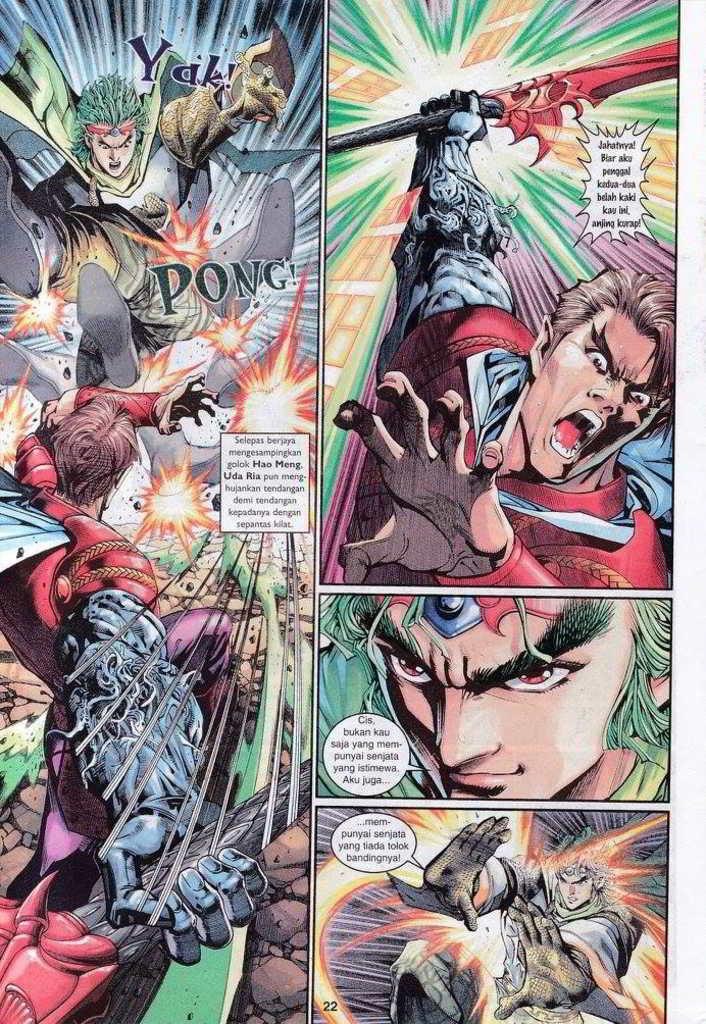 Yak!
PONG!
Selepas berjaya
mengesampingkan
golok Hao Meng,
Uda Ria pun meng-
hujankan tendangan
demi tendangan
kepadanya dengan
sepantas kilat.
Jahatnya!
Biar aku
penggal
kedua-dua
belah kaki
kau ini,
anjing kurap!
Cis,
bukan kau
saja yang mem-
punyai senjata
yang istimewa.
Aku juga...
...mem-
punyai senjata
yang tiada tolok
bandingnya!
22